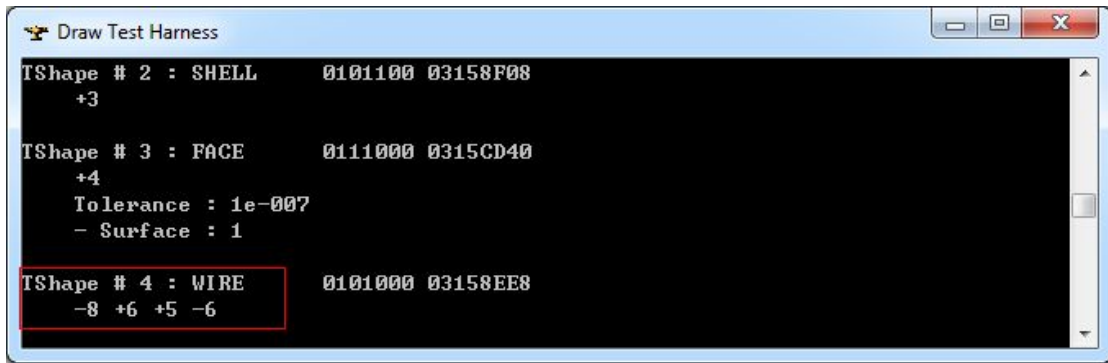 Draw Test Harness
TShape # 2 : SHELL 0101100 03158F08
+3
TShape # 3 : FACE 0111000 0315CD40
+4
Tolerance : 1e-007
- Surface : 1
TShape # 4 : WIRE 0101000 03158EE8
-8 +6 +5 -6